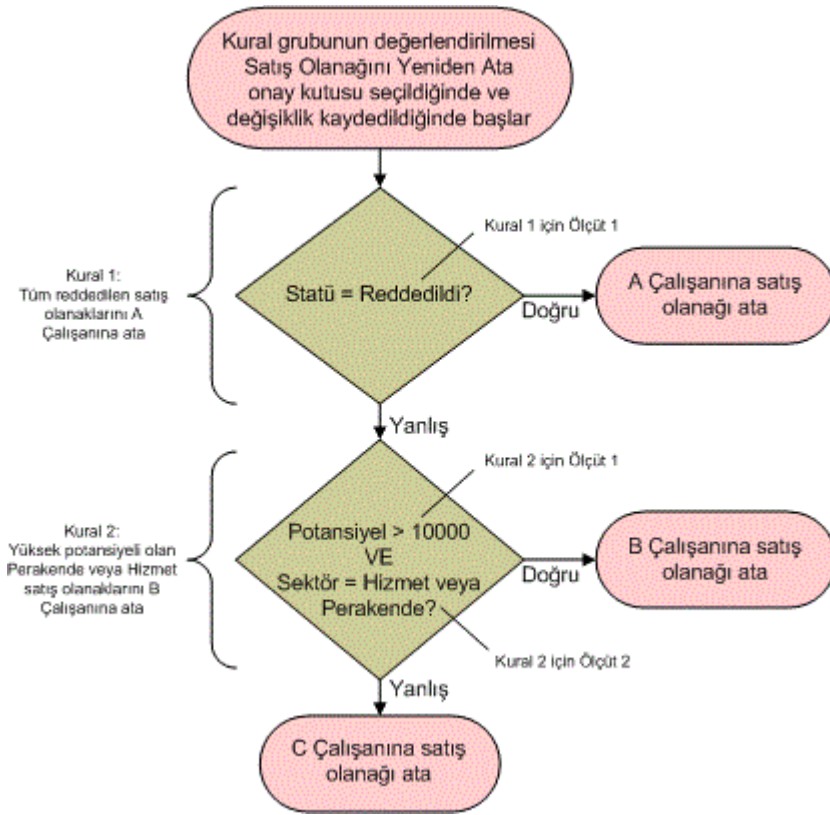 Kural grubunun değerlendirilmesi
Satış Olanağını Yeniden Ata
onay kutusu seçildiğinde ve
değişiklik kaydedildiğinde başlar
Kural 1 için Ölçüt 1
Kural 1:
Tüm reddedilen satış
olanaklarını A
Çalışanına ata
Statü = Reddedildi?
Doğru
A Çalışanına satış
olanağı ata
Yanlış
Kural 2 için Ölçüt 1
Kural 2:
Yüksek potansiyeli olan
Perakende veya Hizmet
satış olanaklarını B
Çalışanına ata
Potansiyel > 10000
VE
Sektör = Hizmet veya
Perakende?
Doğru
B Çalışanına satış
olanağı ata
Kural 2 için Ölçüt 2
Yanlış
C Çalışanına satış
olanağı ata